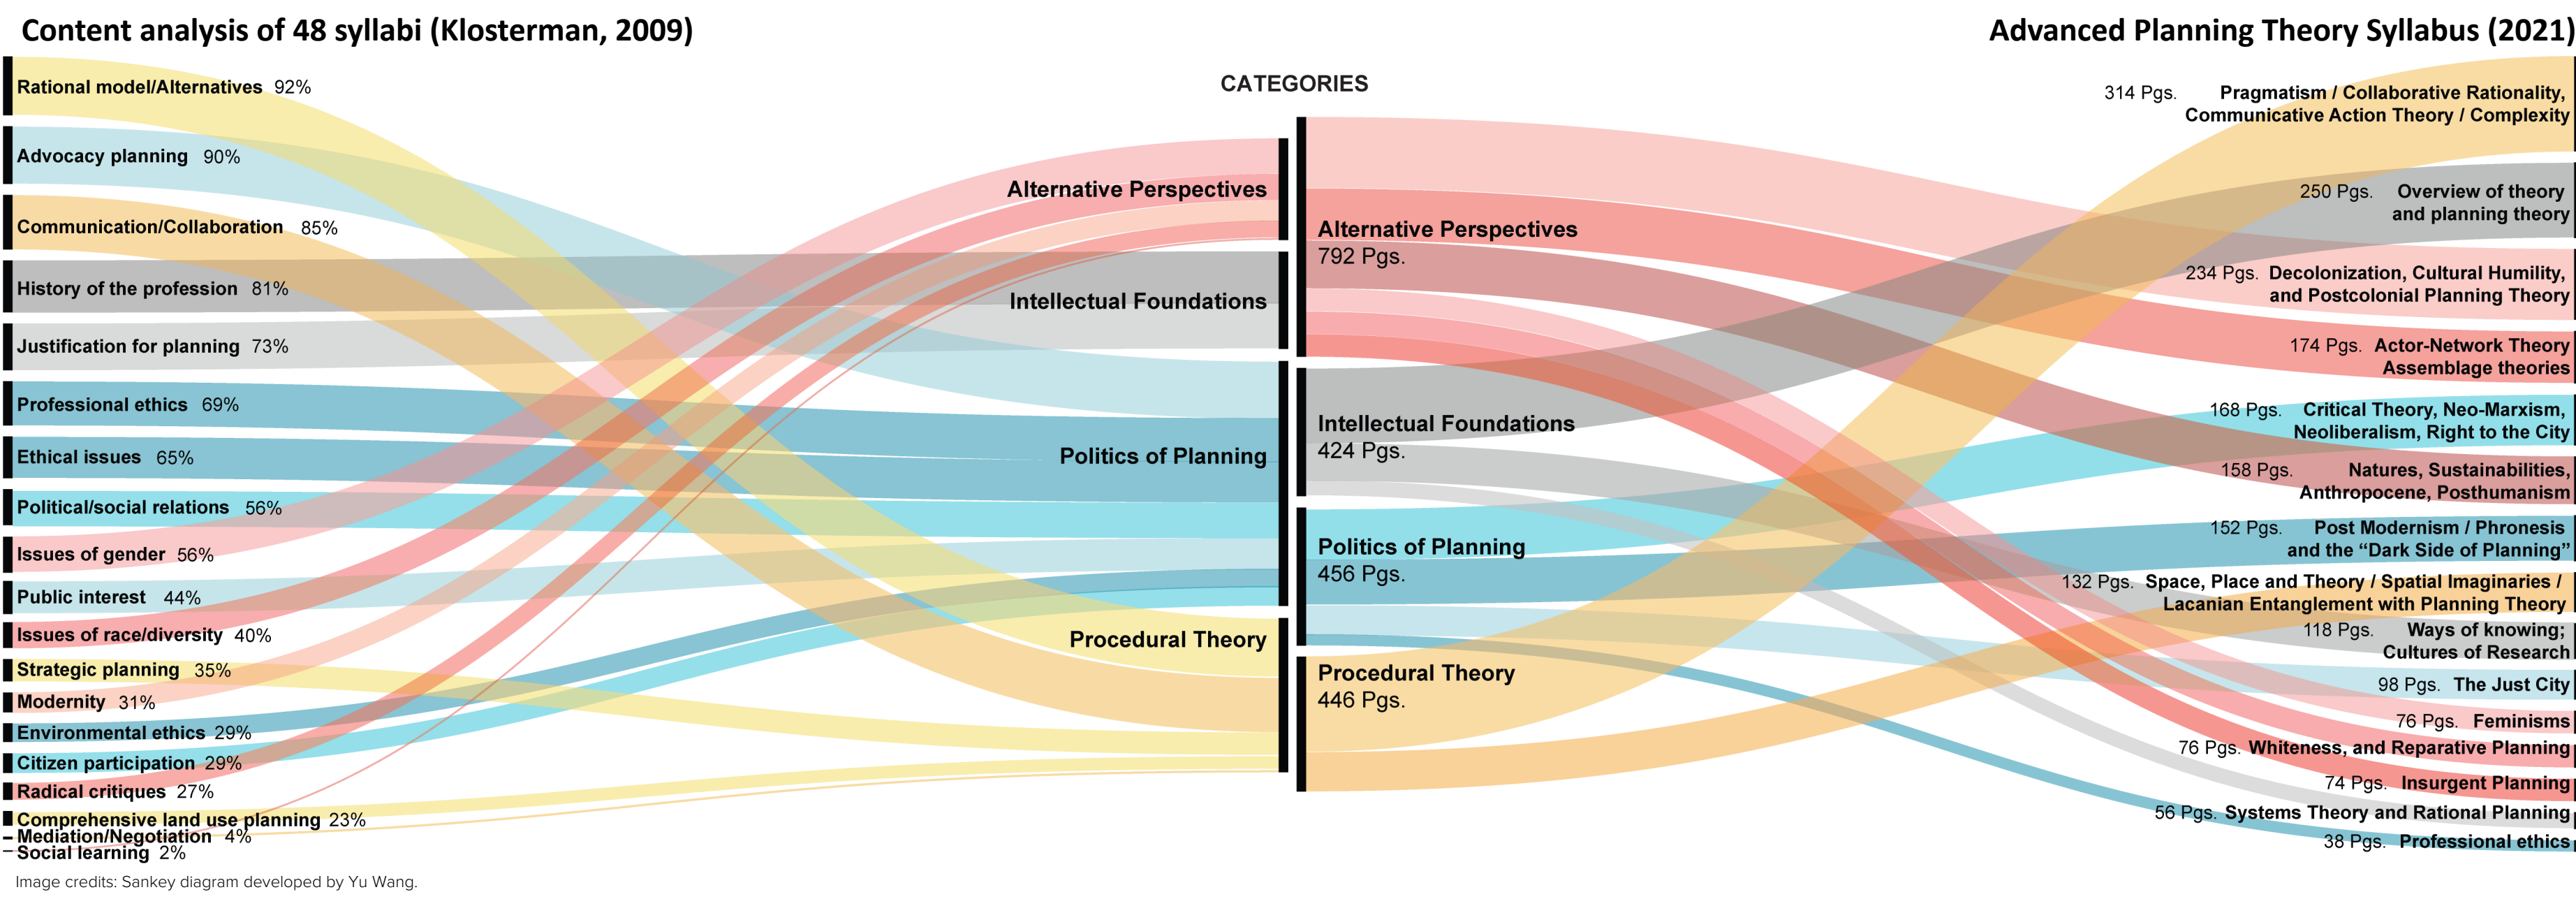 Content analysis of 48 syllabi (Klosterman, 2009)
Rational model/Alternatives 92%
Advocacy planning 90%
Communication/Collaboration 85%
History of the profession 81%
Justification for planning 73%
Professional ethics 69%
Ethical issues 65%
Political/social relations 56%
Issues of gender 56%
Public interest 44%
Issues of race/diversity 40%
Strategic planning 35%
Modernity 31%
Environmental ethics 29%
Citizen participation 29%
Radical critiques 27%
Comprehensive land use planning 23%
Mediation/Negotiation 4%
Social learning 2%
Image credits: Sankey diagram developed by Yu Wang.
CATEGORIES
Alternative Perspectives
Intellectual Foundations
Politics of Planning
Procedural Theory
Alternative Perspectives
792 Pgs.
Intellectual Foundations
424 Pgs.
Politics of Planning
456 Pgs.
Procedural Theory
446 Pgs.
Advanced Planning Theory Syllabus (2021)
314 Pgs. Pragmatism / Collaborative Rationality,
Communicative Action Theory / Complexity
250 Pgs. Overview of theory
and planning theory
234 Pgs. Decolonization, Cultural Humility,
and Postcolonial Planning Theory
174 Pgs. Actor-Network Theory
Assemblage theories
168 Pgs. Critical Theory, Neo-Marxism,
Neoliberalism, Right to the City
158 Pgs. Natures, Sustainabilities,
Anthropocene, Posthumanism
152 Pgs. Post Modernism / Phronesis
and the “Dark Side of Planning”
132 Pgs. Space, Place and Theory / Spatial Imaginaries /
Lacanian Entanglement with Planning Theory
118 Pgs. Ways of knowing;
Cultures of Research
98 Pgs. The Just City
76 Pgs. Feminisms
76 Pgs. Whiteness, and Reparative Planning
74 Pgs. Insurgent Planning
56 Pgs. Systems Theory and Rational Planning
38 Pgs. Professional ethics